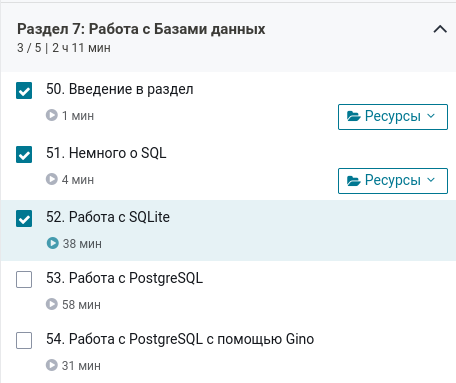 Раздел 7: Работа с Базами данных
3 / 5 | 2 ч 11 мин
50. Введение в раздел
1 мин
Ресурсы
51. Немного о SQL
4 мин
Ресурсы
52. Работа с SQLite
38 мин
53. Работа с PostgreSQL
58 мин
54. Работа с PostgreSQL с помощью Gino
31 мин